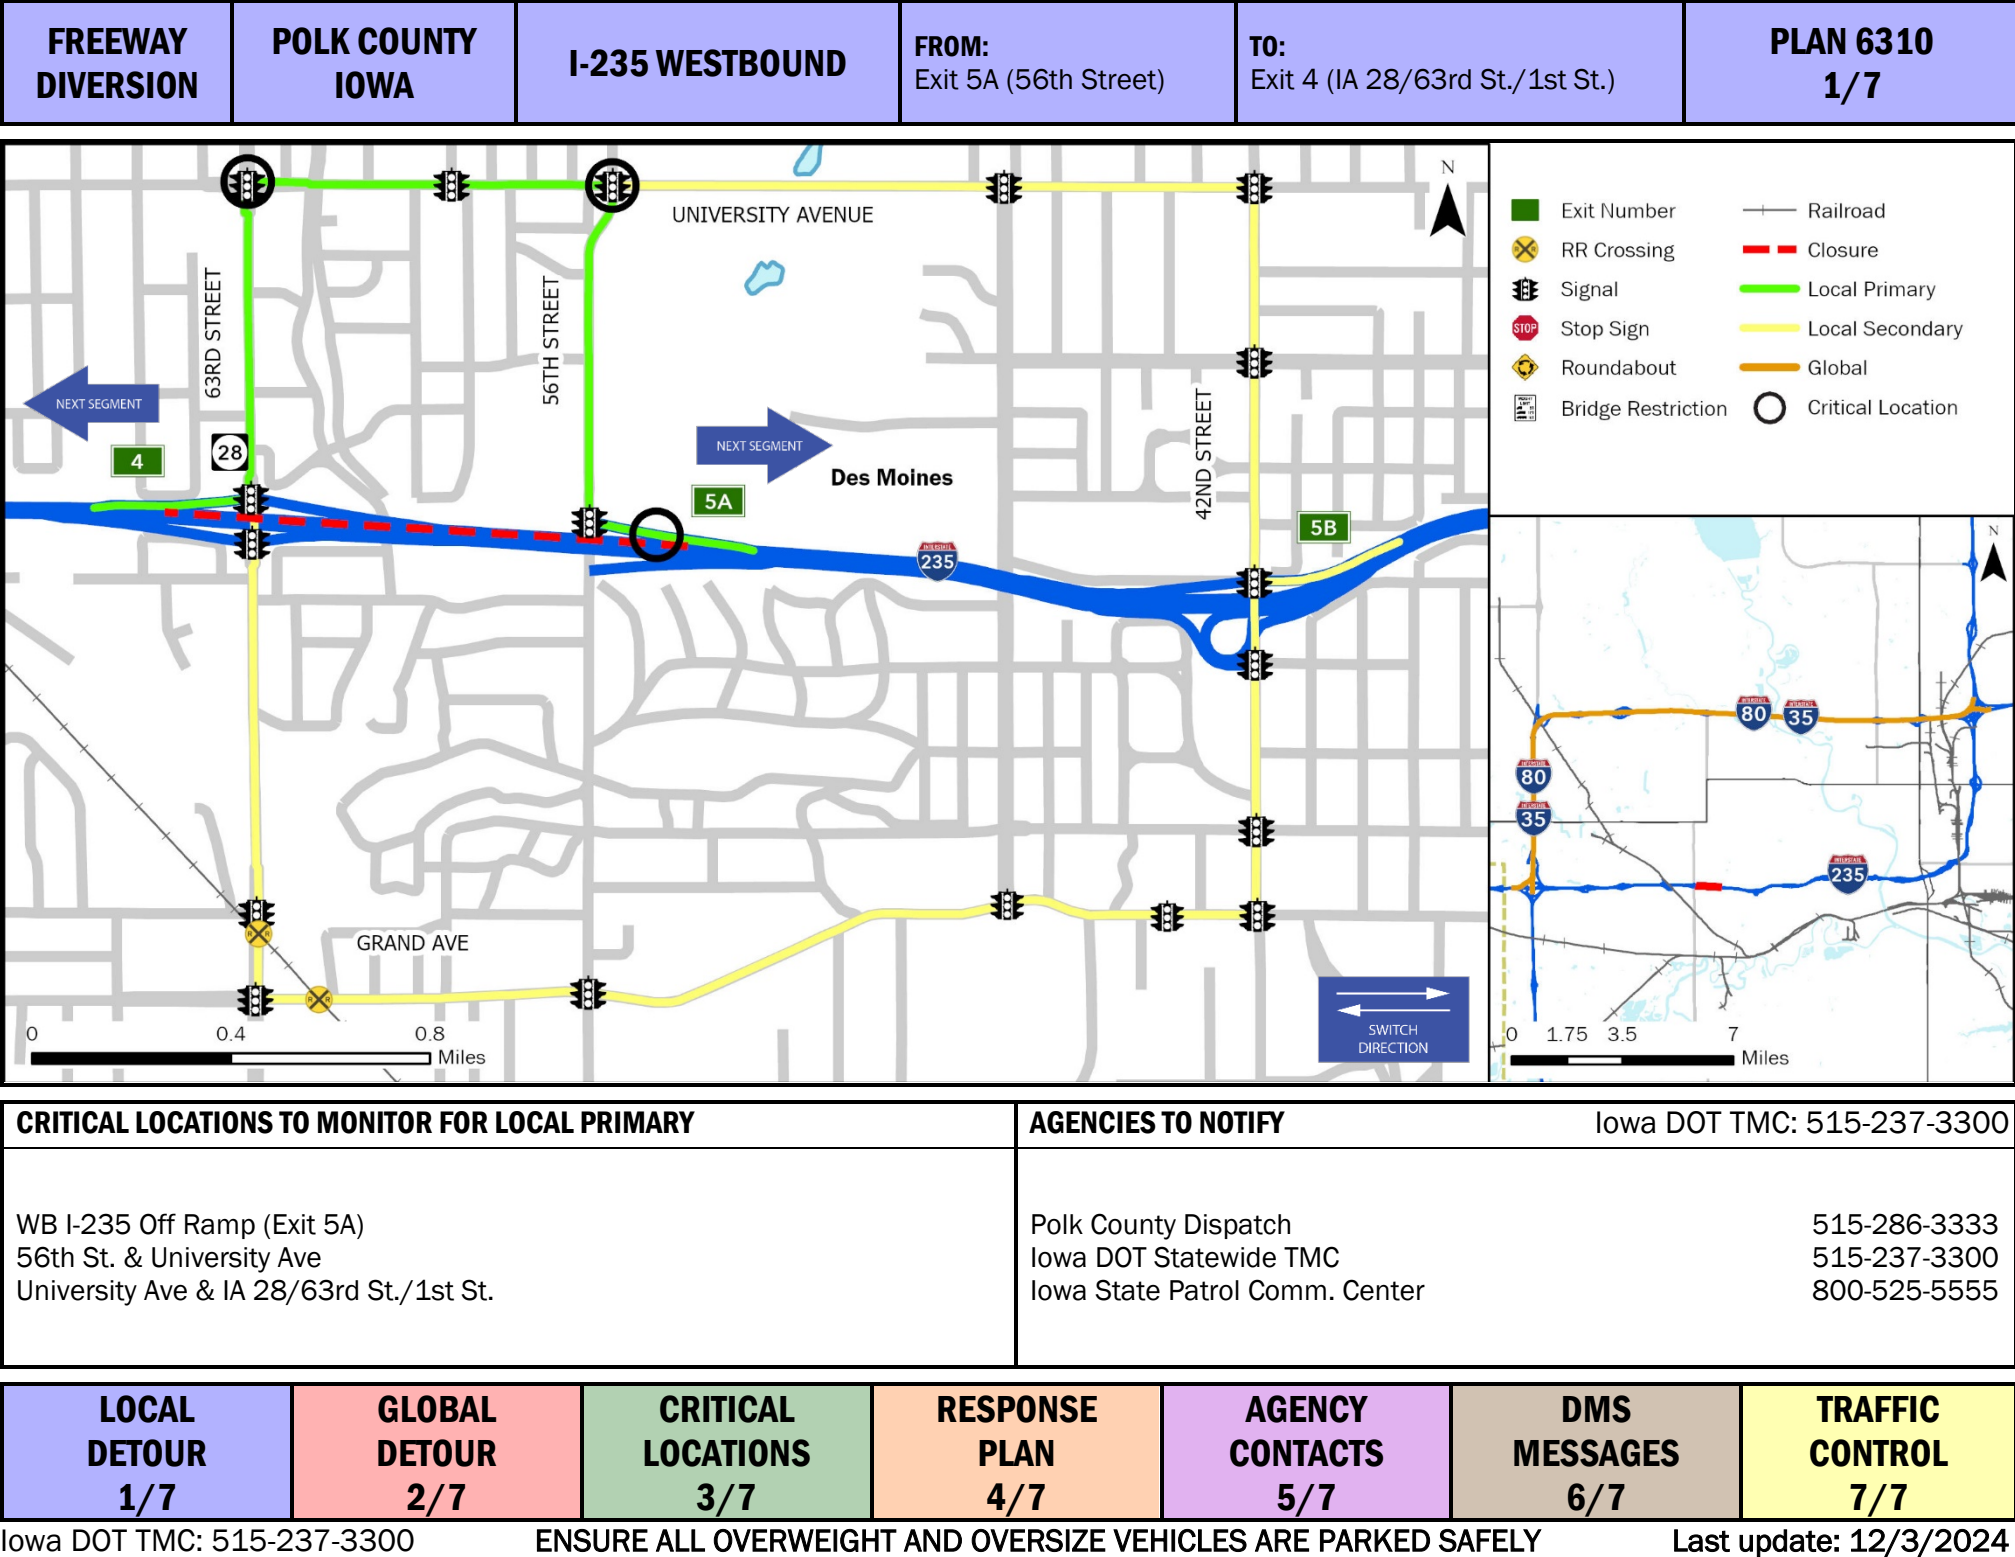 FREEWAY
DIVERSION
POLK COUNTY
IOWA
I-235 WESTBOUND
FROM:
Exit 5A (56th Street)
TO:
Exit 4 (IA 28/63rd St./1st St.)
PLAN 6310
1/7
UNIVERSITY AVENUE
N
63RD STREET
56TH STREET
42ND STREET
NEXT SEGMENT
NEXT SEGMENT
4
28
Des Moines
5A
5B
INTERSTATE
235
GRAND AVE
R R
R R
0 0.4 0.8
Miles
SWITCH
DIRECTION
Exit Number
Railroad
RR Crossing
Closure
Signal
Local Primary
STOP
Stop Sign
Local Secondary
Roundabout
Global
Bridge Restriction
Critical Location
N
80
35
80
35
INTERSTATE
235
0 1.75 3.5 7
Miles
CRITICAL LOCATIONS TO MONITOR FOR LOCAL PRIMARY
WB I-235 Off Ramp (Exit 5A)
56th St. & University Ave
University Ave & IA 28/63rd St./1st St.
AGENCIES TO NOTIFY Iowa DOT TMC: 515-237-3300
Polk County Dispatch 515-286-3333
Iowa DOT Statewide TMC 515-237-3300
Iowa State Patrol Comm. Center 800-525-5555
LOCAL
DETOUR
1/7
GLOBAL
DETOUR
2/7
CRITICAL
LOCATIONS
3/7
RESPONSE
PLAN
4/7
AGENCY
CONTACTS
5/7
DMS
MESSAGES
6/7
TRAFFIC
CONTROL
7/7
Iowa DOT TMC: 515-237-3300 ENSURE ALL OVERWEIGHT AND OVERSIZE VEHICLES ARE PARKED SAFELY Last update: 12/3/2024